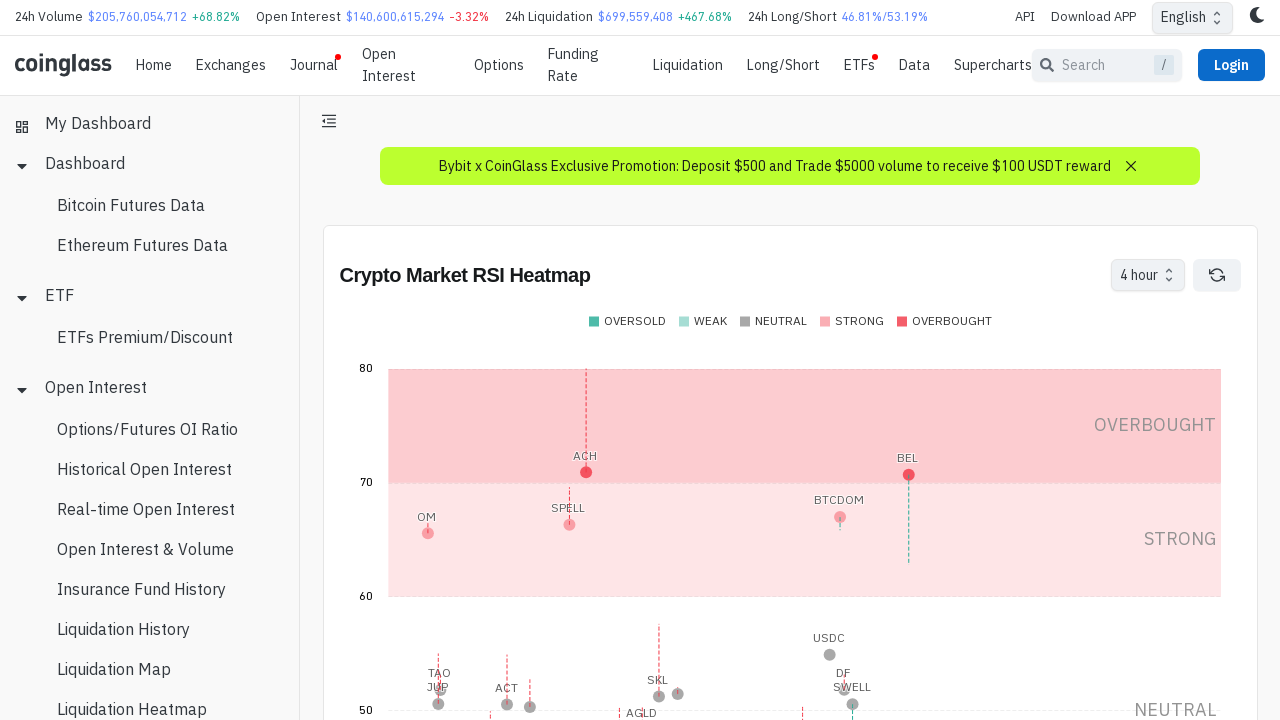 24h Volume $205,760,054,712 +68.82% Open Interest $140,600,615,294 -3.32% 24h Liquidation $699,559,408 +467.68% 24h Long/Short 46.81%/53.19% API Download APP English
coinglass Home Exchanges Journal Open Interest Options Funding Rate Liquidation Long/Short ETFs Data Supercharts Search / Login
My Dashboard
Dashboard
Bitcoin Futures Data
Ethereum Futures Data
ETF
ETFs Premium/Discount
Open Interest
Options/Futures OI Ratio
Historical Open Interest
Real-time Open Interest
Open Interest & Volume
Insurance Fund History
Liquidation History
Liquidation Map
Liquidation Heatmap
Bybit x CoinGlass Exclusive Promotion: Deposit $500 and Trade $5000 volume to receive $100 USDT reward
Crypto Market RSI Heatmap 4 hour
OVERSOLD WEAK NEUTRAL STRONG OVERBOUGHT
80
OVERBOUGHT
ACH BEL
70
BTCDOM
SPELL
OM
STRONG
60
USDC
TAO DF
SKL
JUP ACT SWELL
50 AGLD NEUTRAL